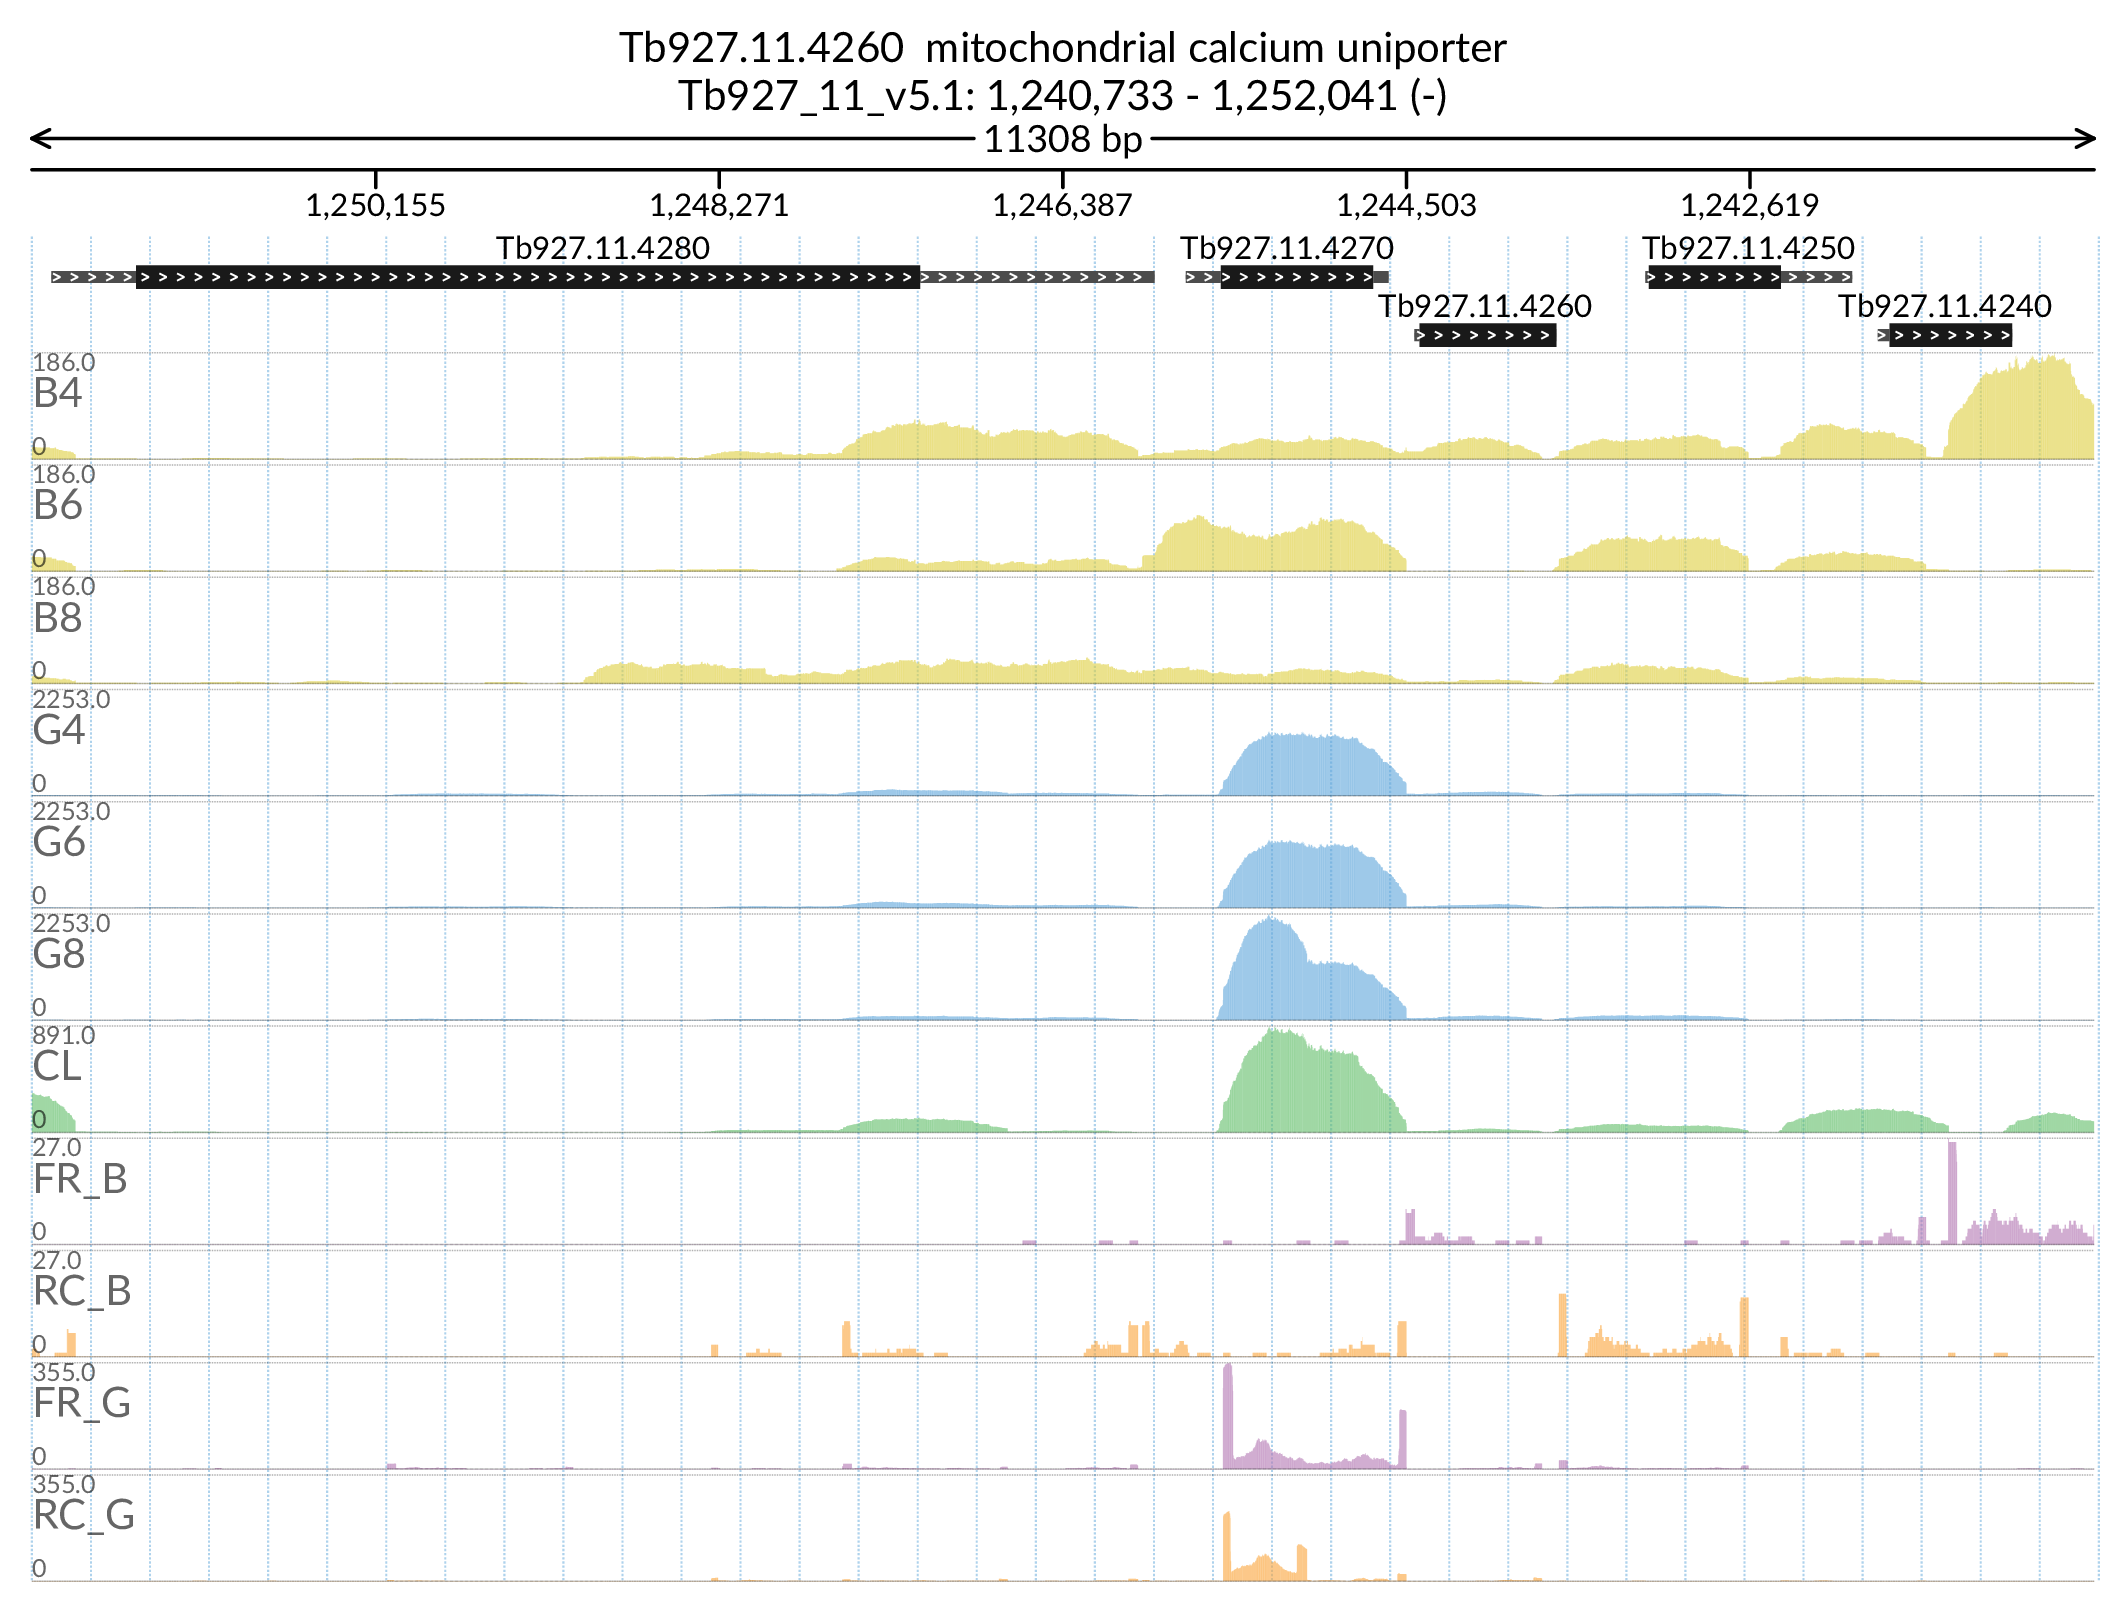 Tb927.11.4260  mitochondrial calcium uniporter
Tb927_11_v5.1: 1,240,733 - 1,252,041 (-)
11308 bp
1,250,155 1,248,271 1,246,387 1,244,503 1,242,619
Tb927.11.4280 Tb927.11.4270 Tb927.11.4250
Tb927.11.4260 Tb927.11.4240
186.0
B4
0
186.0
B6
0
186.0
B8
0
2253.0
G4
0
2253.0
G6
0
2253.0
G8
0
891.0
CL
0
27.0
FR_B
0
27.0
RC_B
0
355.0
FR_G
0
355.0
RC_G
0